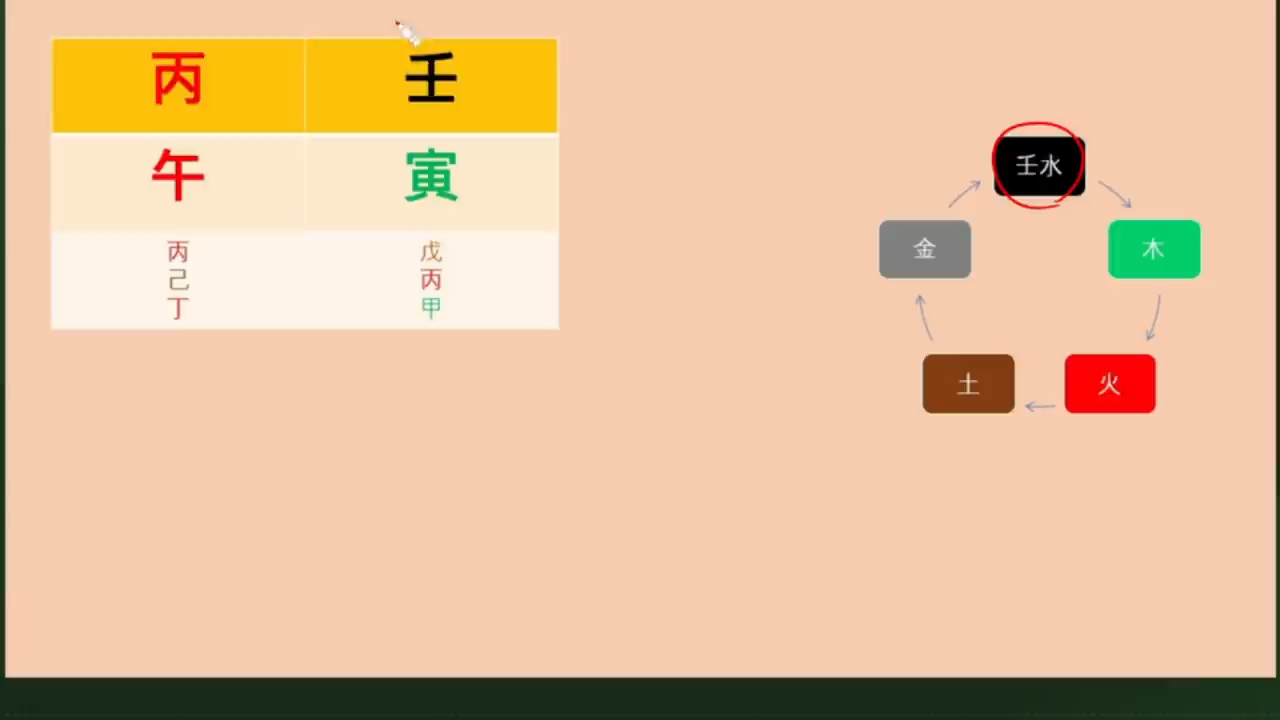 丙 壬
午 寅
丙 戊
己 丙
丁 甲
壬水
金 木
土 火